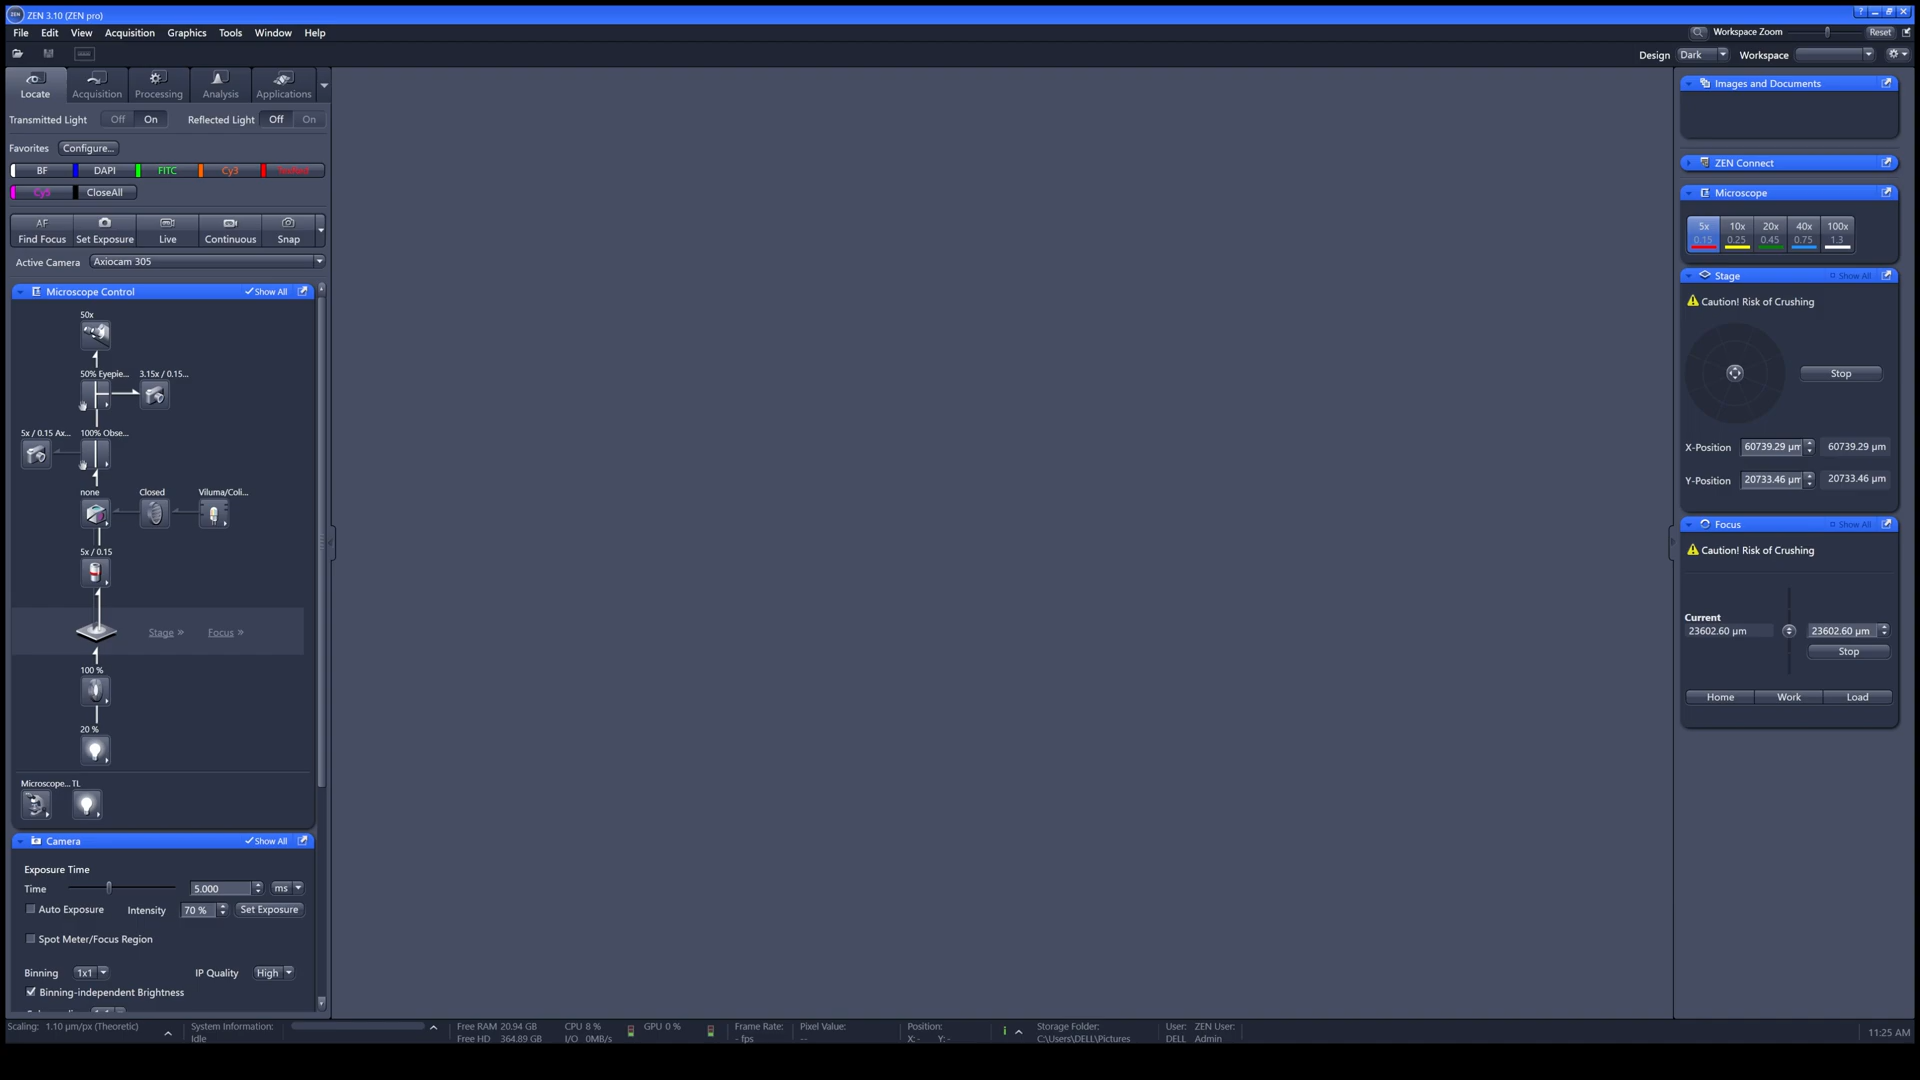 ZEN 3.10 (ZEN pro)
File Edit View Acquisition Graphics Tools Window Help
Workspace Zoom Reset
Design Dark Workspace
Locate Acquisition Processing Analysis Applications
Transmitted Light Off On Reflected Light Off On
Favorites Configure...
BF DAPI FITC Cy3
Cy5 CloseAll
AF
Find Focus Set Exposure Live Continuous Snap
Active Camera Axiocam 305
Microscope Control Show All
50x
50% Eyepie... 3.15x / 0.15...
5x / 0.15 Ax... 100% Obse...
none Closed Viluma/Coli...
5x / 0.15
Stage » Focus »
100 %
20 %
Microscope... TL
Camera Show All
Exposure Time
Time 5.000 ms
Auto Exposure Intensity 70 % Set Exposure
Spot Meter/Focus Region
Binning 1x1 IP Quality High
Binning-independent Brightness
Images and Documents
ZEN Connect
Microscope
5x 10x 20x 40x 100x
0.15 0.25 0.45 0.75 1.3
Stage Show All
Caution! Risk of Crushing
Stop
X-Position 60739.29 µm 60739.29 µm
Y-Position 20733.46 µm 20733.46 µm
Focus Show All
Caution! Risk of Crushing
Current
23602.60 µm 23602.60 µm
Stop
Home Work Load
Scaling: 1.10 µm/px (Theoretic) System Information: Free RAM 20.94 GB CPU 8 % GPU 0 % Frame Rate: Pixel Value: Position: Storage Folder: User: ZEN User:
Idle Free HD 364.89 GB I/O 0MB/s - fps -- X: - Y: - C:\Users\DELL\Pictures DELL Admin
11:25 AM